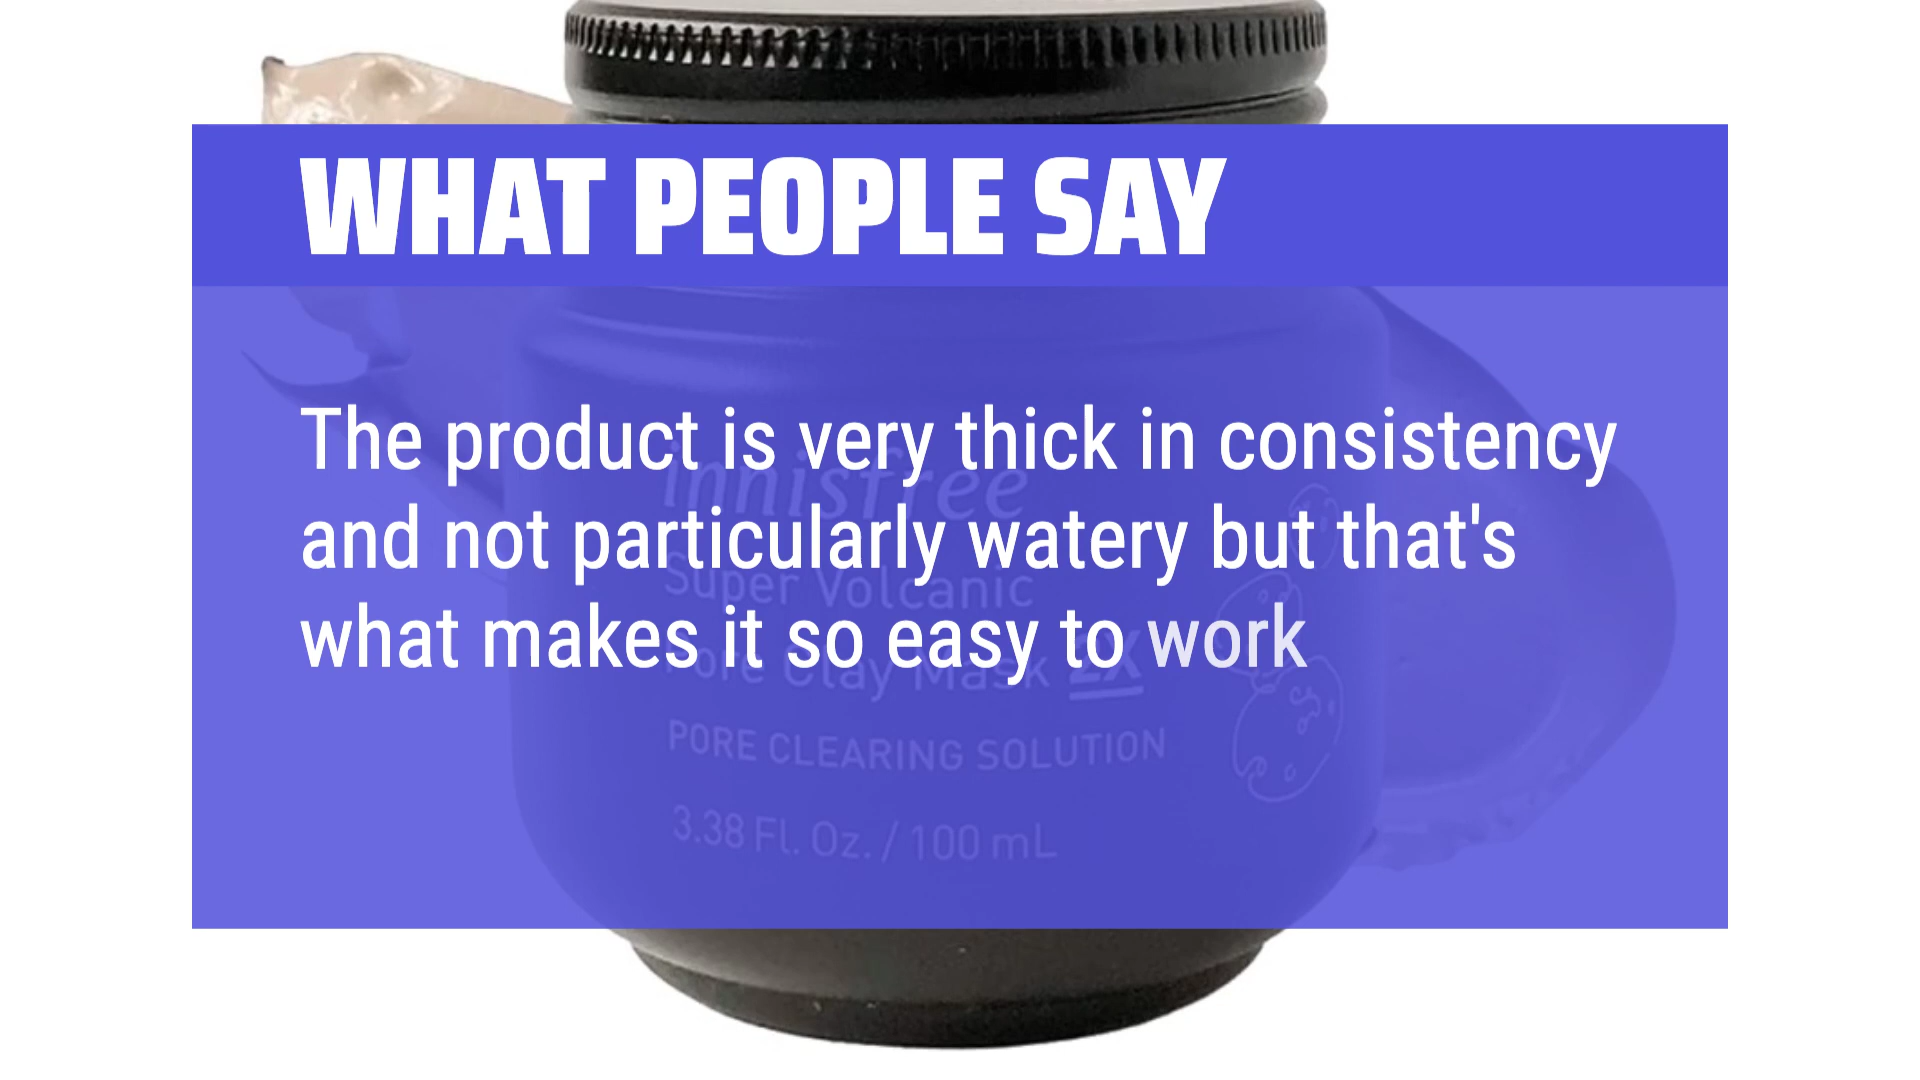 WHAT PEOPLE SAY
The product is very thick in consistency
and not particularly watery but that's
what makes it so easy to work
innisfree
Super Volcanic
Pore Clay Mask 2X
PORE CLEARING SOLUTION
3.38 Fl. Oz. / 100 mL